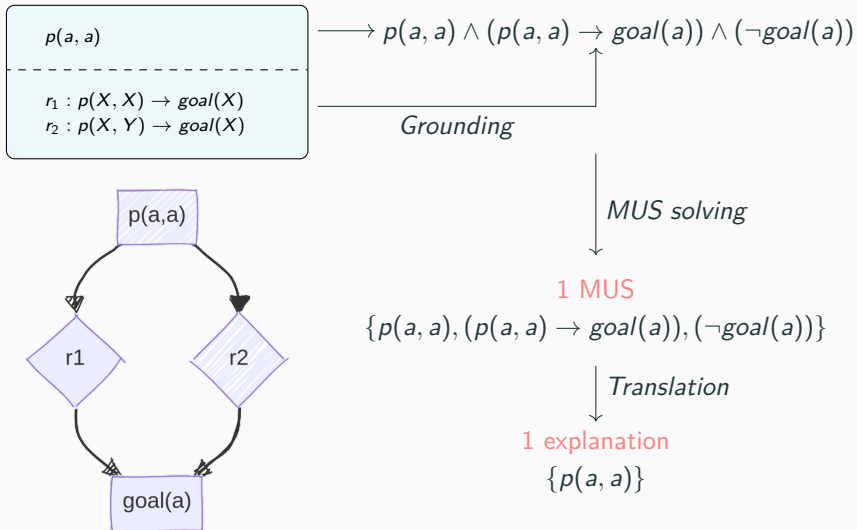 p(a, a)
r₁ : p(X, X) → goal(X)
r₂ : p(X, Y) → goal(X)
p(a, a) ∧ (p(a, a) → goal(a)) ∧ (¬goal(a))
Grounding
MUS solving
1 MUS
{p(a, a), (p(a, a) → goal(a)), (¬goal(a))}
Translation
1 explanation
{p(a, a)}
p(a,a)
r1
r2
goal(a)